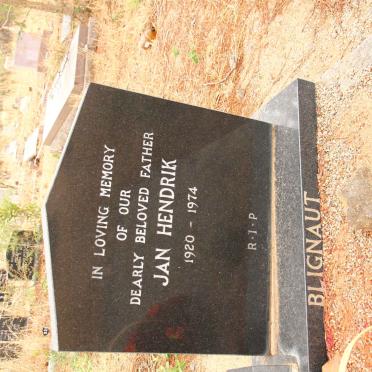 IN LOVING MEMORY
OF OUR
DEARLY BELOVED FATHER
JAN HENDRIK
1920 - 1974
R · I · P
BLIGNAUT